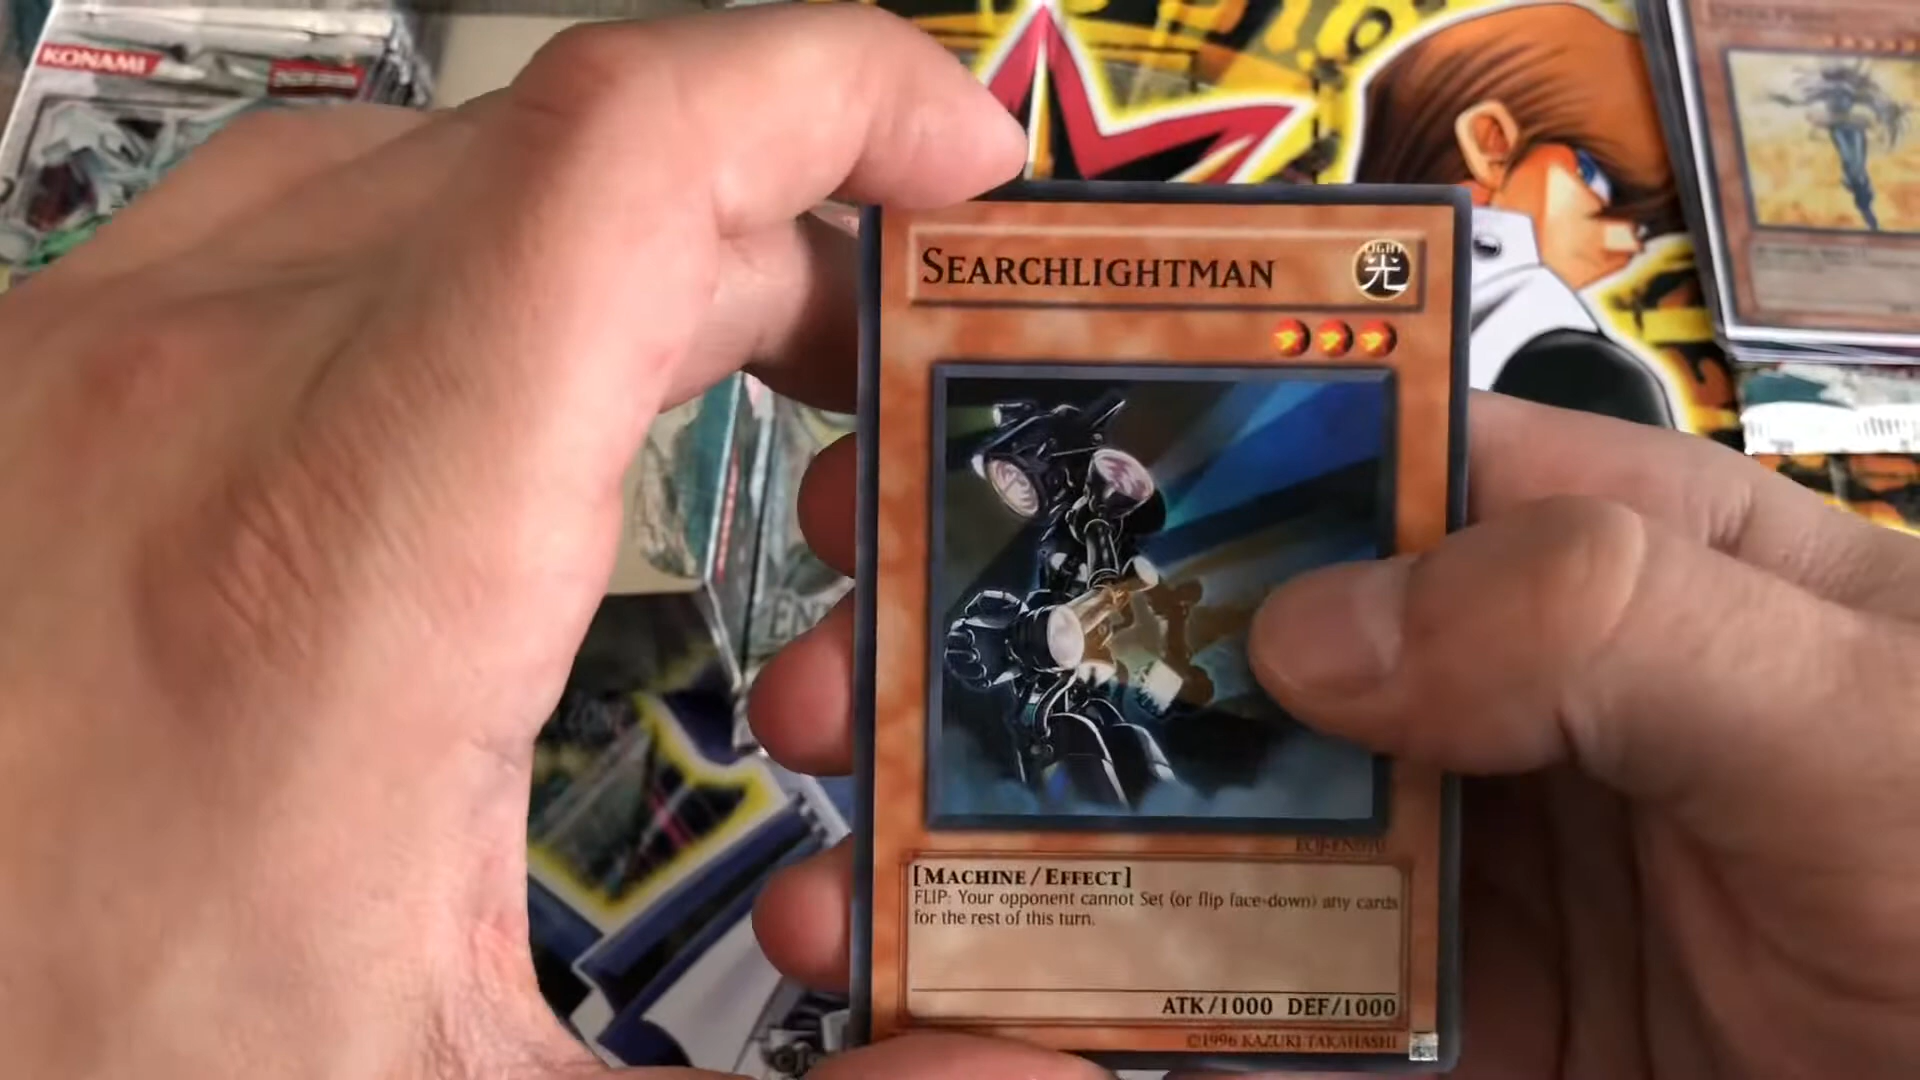 KONAMI
SEARCHLIGHTMAN
LIGHT
光
[MACHINE/EFFECT]
FLIP: Your opponent cannot Set (or flip face-down) any cards
for the rest of this turn.
ATK/1000 DEF/1000
©1996 KAZUKI TAKAHASHI